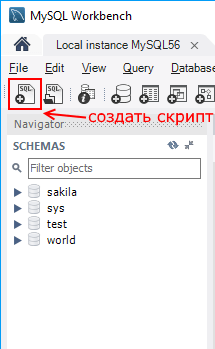 MySQL Workbench
Local instance MySQL56
File Edit View Query Database
SQL SQL
создать скрипт
Navigator
SCHEMAS
Filter objects
sakila
sys
test
world